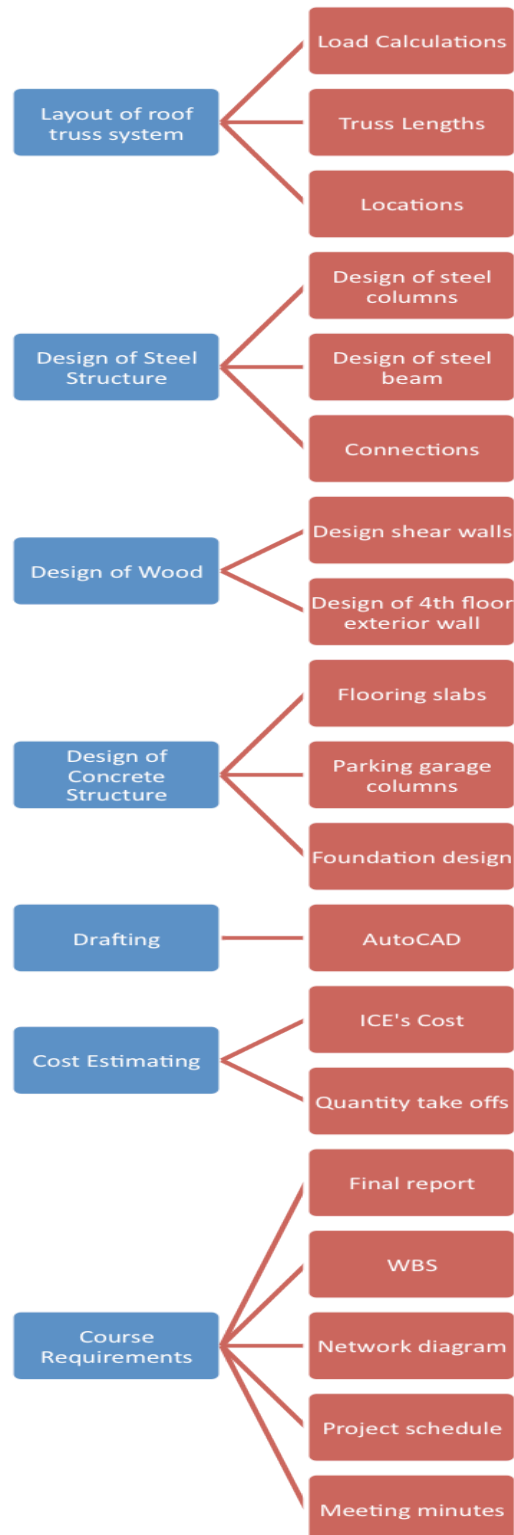 Load Calculations
Layout of roof
truss system
Truss Lengths
Locations
Design of steel
columns
Design of Steel
Structure
Design of steel
beam
Connections
Design shear walls
Design of Wood
Design of 4th floor
exterior wall
Flooring slabs
Design of
Concrete
Structure
Parking garage
columns
Foundation design
Drafting
AutoCAD
ICE's Cost
Cost Estimating
Quantity take offs
Final report
WBS
Course
Requirements
Network diagram
Project schedule
Meeting minutes